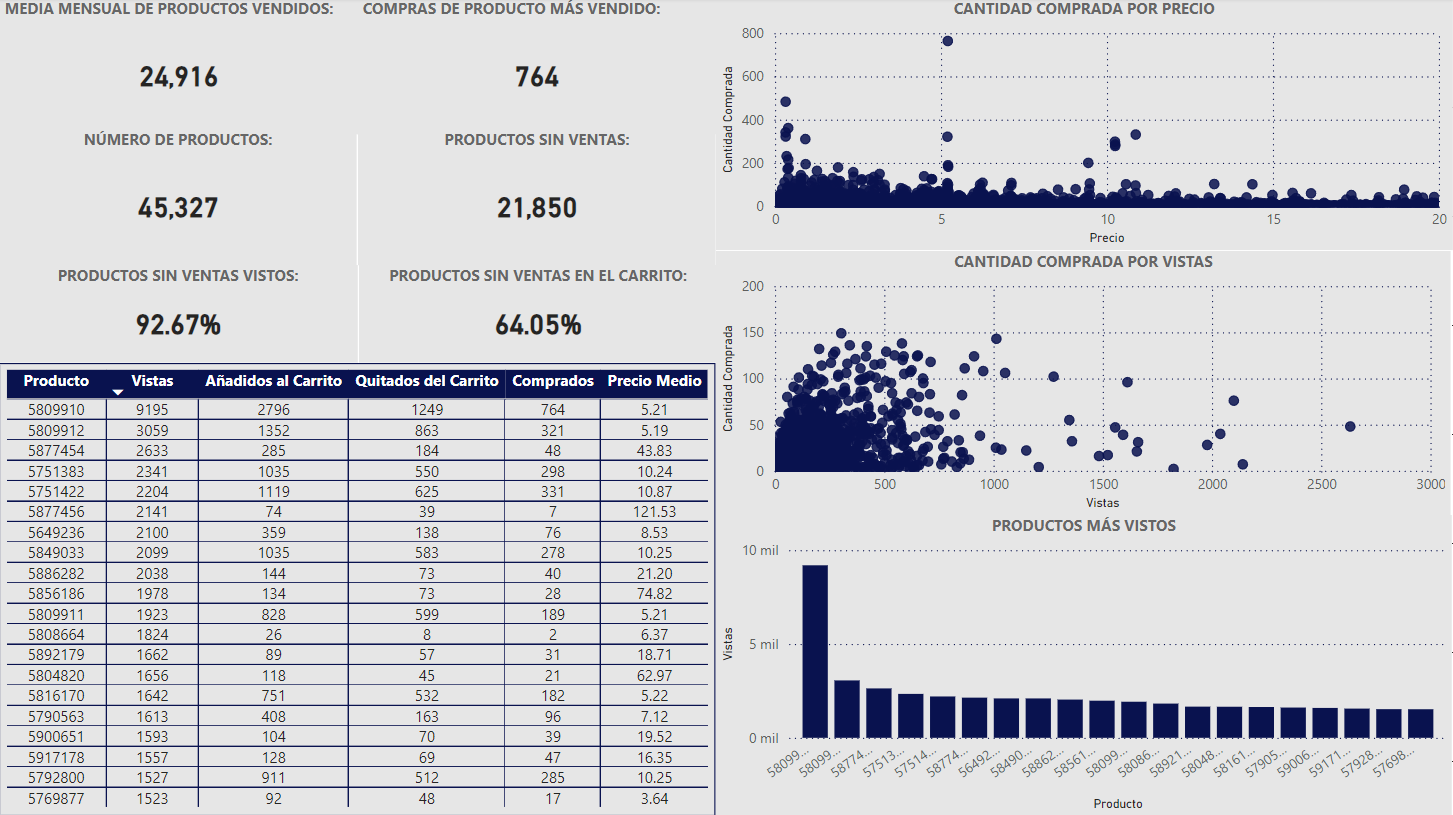 MEDIA MENSUAL DE PRODUCTOS VENDIDOS:
24,916
COMPRAS DE PRODUCTO MÁS VENDIDO:
764
NÚMERO DE PRODUCTOS:
45,327
PRODUCTOS SIN VENTAS:
21,850
PRODUCTOS SIN VENTAS VISTOS:
92.67%
PRODUCTOS SIN VENTAS EN EL CARRITO:
64.05%
Producto Vistas Añadidos al Carrito Quitados del Carrito Comprados Precio Medio
5809910 9195 2796 1249 764 5.21
5809912 3059 1352 863 321 5.19
5877454 2633 285 184 48 43.83
5751383 2341 1035 550 298 10.24
5751422 2204 1119 625 331 10.87
5877456 2141 74 39 7 121.53
5649236 2100 359 138 76 8.53
5849033 2099 1035 583 278 10.25
5886282 2038 144 73 40 21.20
5856186 1978 134 73 28 74.82
5809911 1923 828 599 189 5.21
5808664 1824 26 8 2 6.37
5892179 1662 89 57 31 18.71
5804820 1656 118 45 21 62.97
5816170 1642 751 532 182 5.22
5790563 1613 408 163 96 7.12
5900651 1593 104 70 39 19.52
5917178 1557 128 69 47 16.35
5792800 1527 911 512 285 10.25
5769877 1523 92 48 17 3.64
CANTIDAD COMPRADA POR PRECIO
Cantidad Comprada
800
600
400
200
0
0 5 10 15 20
Precio
CANTIDAD COMPRADA POR VISTAS
Cantidad Comprada
200
150
100
50
0
0 500 1000 1500 2000 2500 3000
Vistas
PRODUCTOS MÁS VISTOS
Vistas
10 mil
5 mil
0 mil
58099... 58099... 58774... 57513... 57514... 58774... 56492... 58490... 58862... 58561... 58099... 58086... 58921... 58048... 58161... 57905... 59006... 59171... 57928... 57698...
Producto